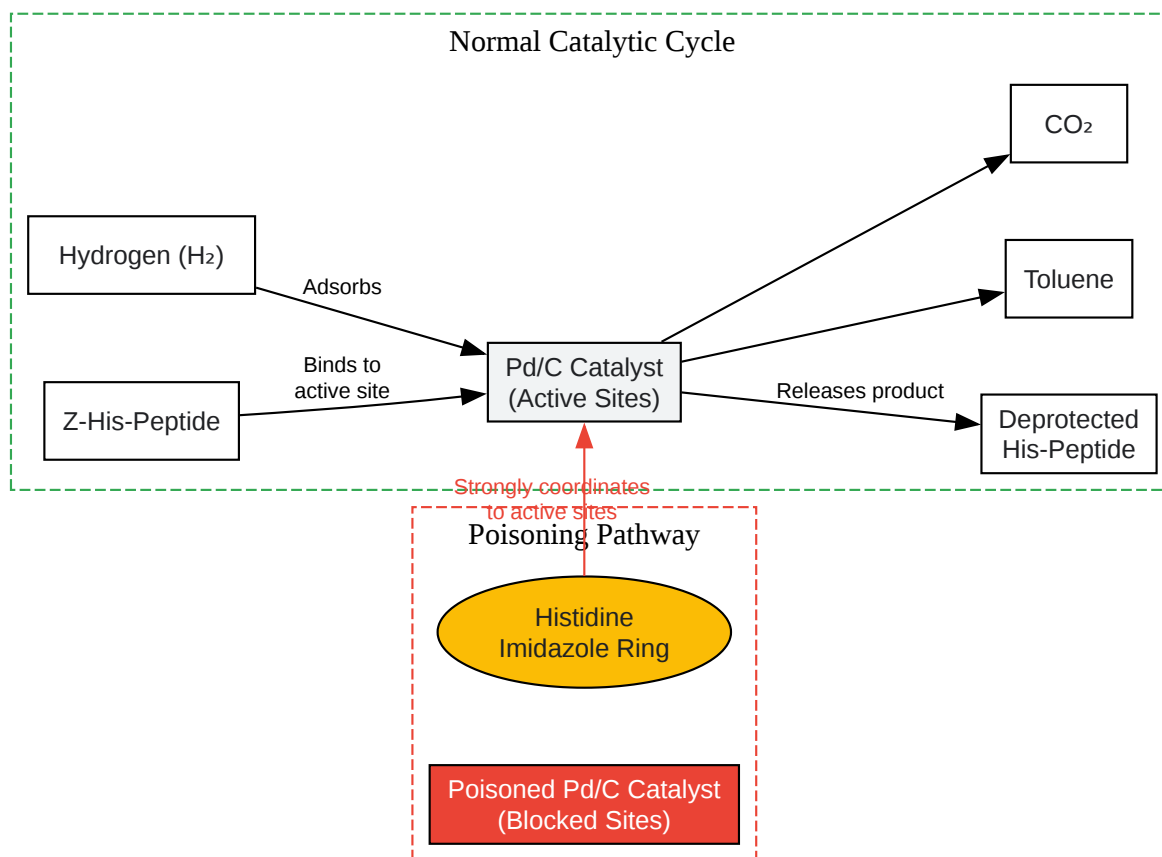 Normal Catalytic Cycle
CO₂
Hydrogen (H₂)
Toluene
Adsorbs
Binds to
active site
Pd/C Catalyst
(Active Sites)
Z-His-Peptide
Releases product
Deprotected
His-Peptide
Strongly coordinates
to active sites
Poisoning Pathway
Histidine
Imidazole Ring
Poisoned Pd/C Catalyst
(Blocked Sites)